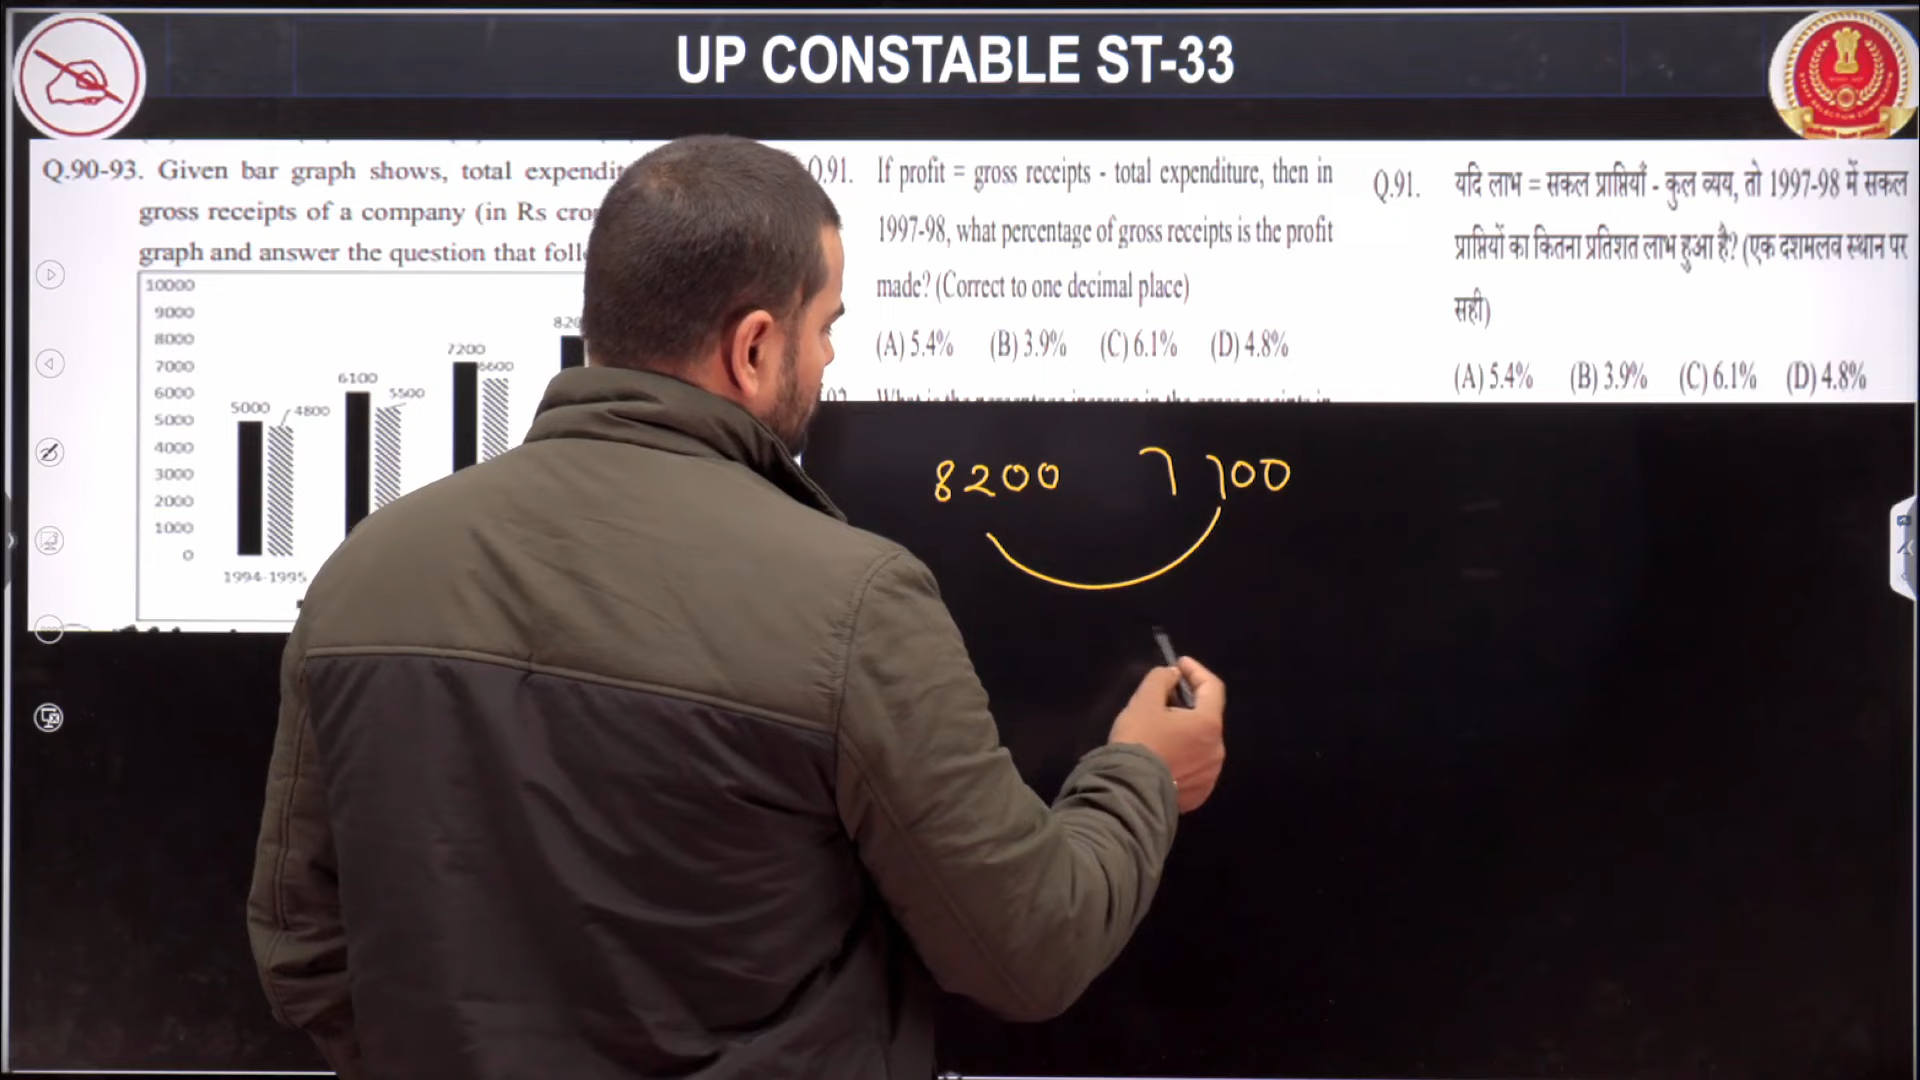 UP CONSTABLE ST-33
Q.90-93. Given bar graph shows, total expendit
gross receipts of a company (in Rs cro
graph and answer the question that foll
10000
9000
8000
7000
6000
5000
4000
3000
2000
1000
0
5000
4800
6100
5500
7200
6600
820
1994-1995
Q.91. If profit = gross receipts - total expenditure, then in
1997-98, what percentage of gross receipts is the profit
made? (Correct to one decimal place)
(A) 5.4% (B) 3.9% (C) 6.1% (D) 4.8%
Q.91. यदि लाभ = सकल प्राप्तियाँ - कुल व्यय, तो 1997-98 में सकल
प्राप्तियों का कितना प्रतिशत लाभ हुआ है? (एक दशमलव स्थान पर
सही)
(A) 5.4% (B) 3.9% (C) 6.1% (D) 4.8%
8200 7700